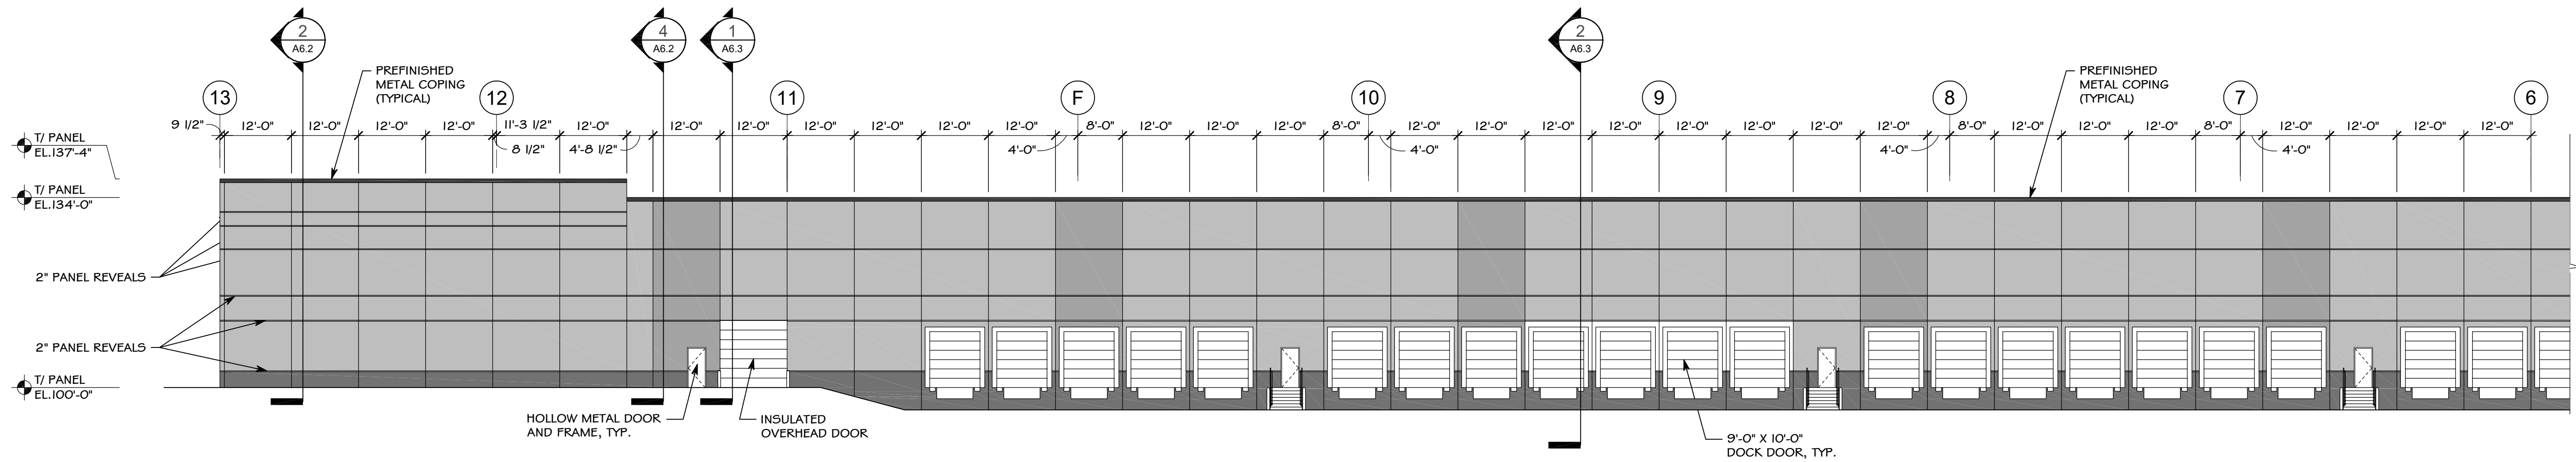 2
A6.2
4
A6.2
1
A6.3
2
A6.3
PREFINISHED
METAL COPING
(TYPICAL)
PREFINISHED
METAL COPING
(TYPICAL)
13
12
11
F
10
9
8
7
6
9 1/2" 12'-0" 12'-0" 12'-0" 12'-0" 11'-3 1/2" 12'-0" 12'-0" 12'-0" 12'-0" 12'-0" 12'-0" 12'-0" 8'-0" 12'-0" 12'-0" 12'-0" 8'-0" 12'-0" 12'-0" 12'-0" 12'-0" 12'-0" 12'-0" 12'-0" 12'-0" 8'-0" 12'-0" 12'-0" 12'-0" 8'-0" 12'-0" 12'-0" 12'-0" 12'-0"
8 1/2" 4'-8 1/2" 4'-0" 4'-0" 4'-0" 4'-0"
T/ PANEL
EL.137'-4"
T/ PANEL
EL.134'-0"
2" PANEL REVEALS
2" PANEL REVEALS
T/ PANEL
EL.100'-0"
HOLLOW METAL DOOR
AND FRAME, TYP.
INSULATED
OVERHEAD DOOR
9'-0" X 10'-0"
DOCK DOOR, TYP.